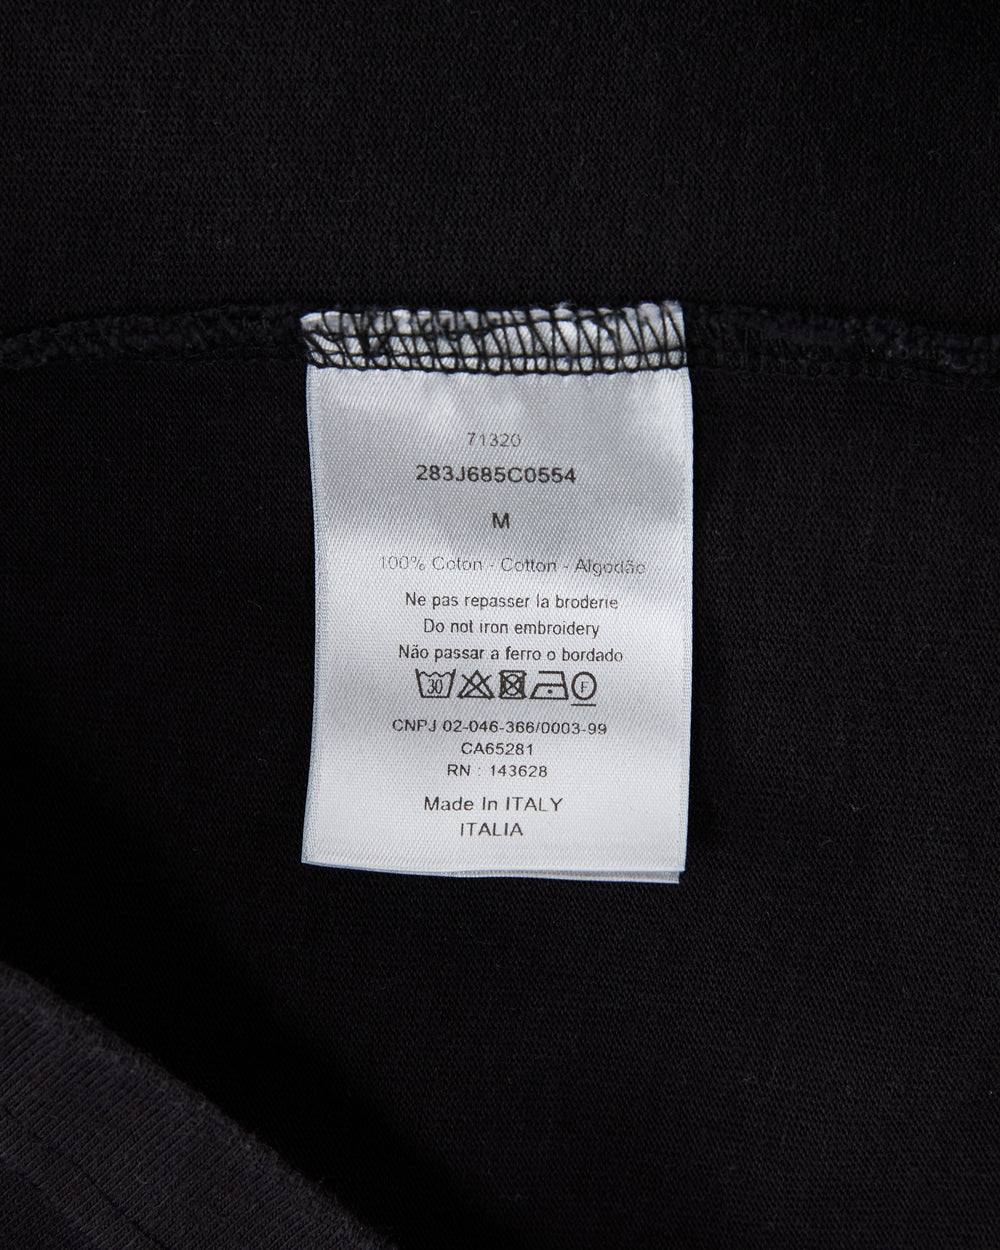 71320
283J685C0554
M
100% Coton - Cotton - Algodão
Ne pas repasser la broderie
Do not iron embroidery
Não passar a ferro o bordado
30 F
CNPJ 02-046-366/0003-99
CA65281
RN : 143628
Made In ITALY
ITALIA